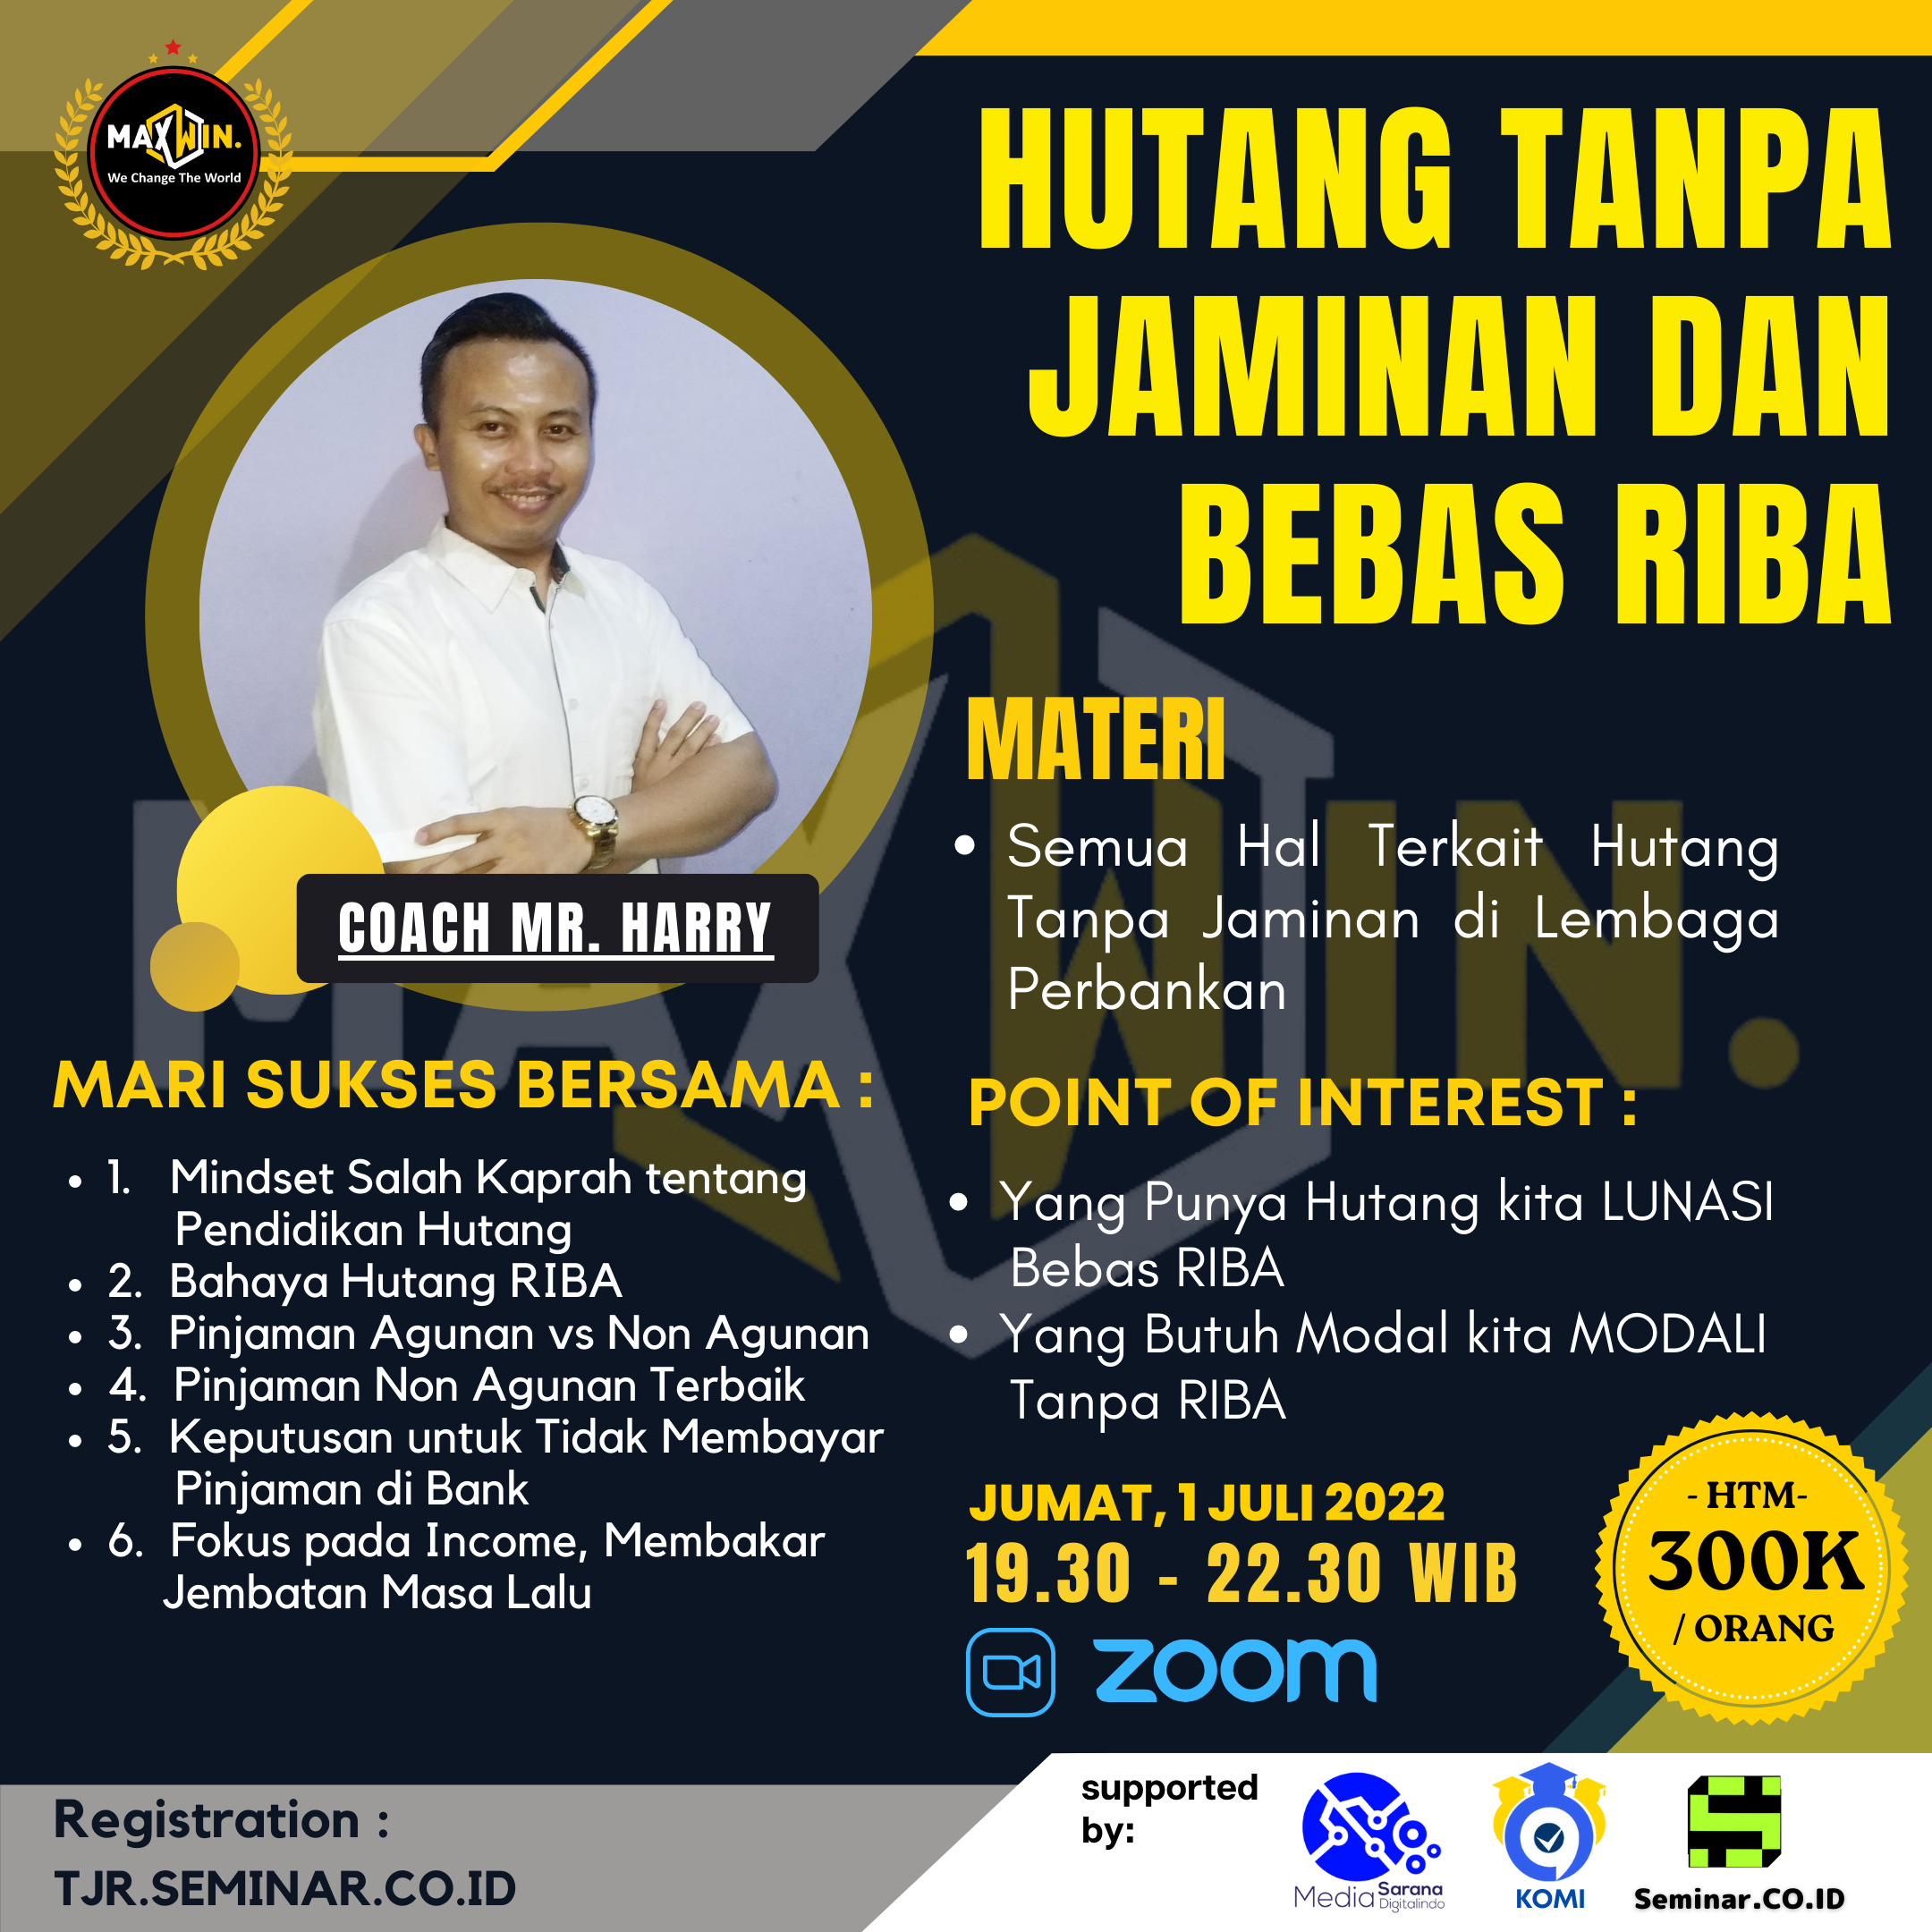 MAXWIN.
We Change The World
HUTANG TANPA
JAMINAN DAN
BEBAS RIBA
COACH MR. HARRY
MATERI
• Semua Hal Terkait Hutang
Tanpa Jaminan di Lembaga
Perbankan
MARI SUKSES BERSAMA :
• 1. Mindset Salah Kaprah tentang
Pendidikan Hutang
• 2. Bahaya Hutang RIBA
• 3. Pinjaman Agunan vs Non Agunan
• 4. Pinjaman Non Agunan Terbaik
• 5. Keputusan untuk Tidak Membayar
Pinjaman di Bank
• 6. Fokus pada Income, Membakar
Jembatan Masa Lalu
POINT OF INTEREST :
• Yang Punya Hutang kita LUNASI
Bebas RIBA
• Yang Butuh Modal kita MODALI
Tanpa RIBA
JUMAT, 1 JULI 2022
19.30 - 22.30 WIB
zoom
- HTM-
300K
/ ORANG
Registration :
TJR.SEMINAR.CO.ID
supported
by:
Media Sarana
Digitalindo
KOMI
Seminar.CO.ID
MAXWIN.